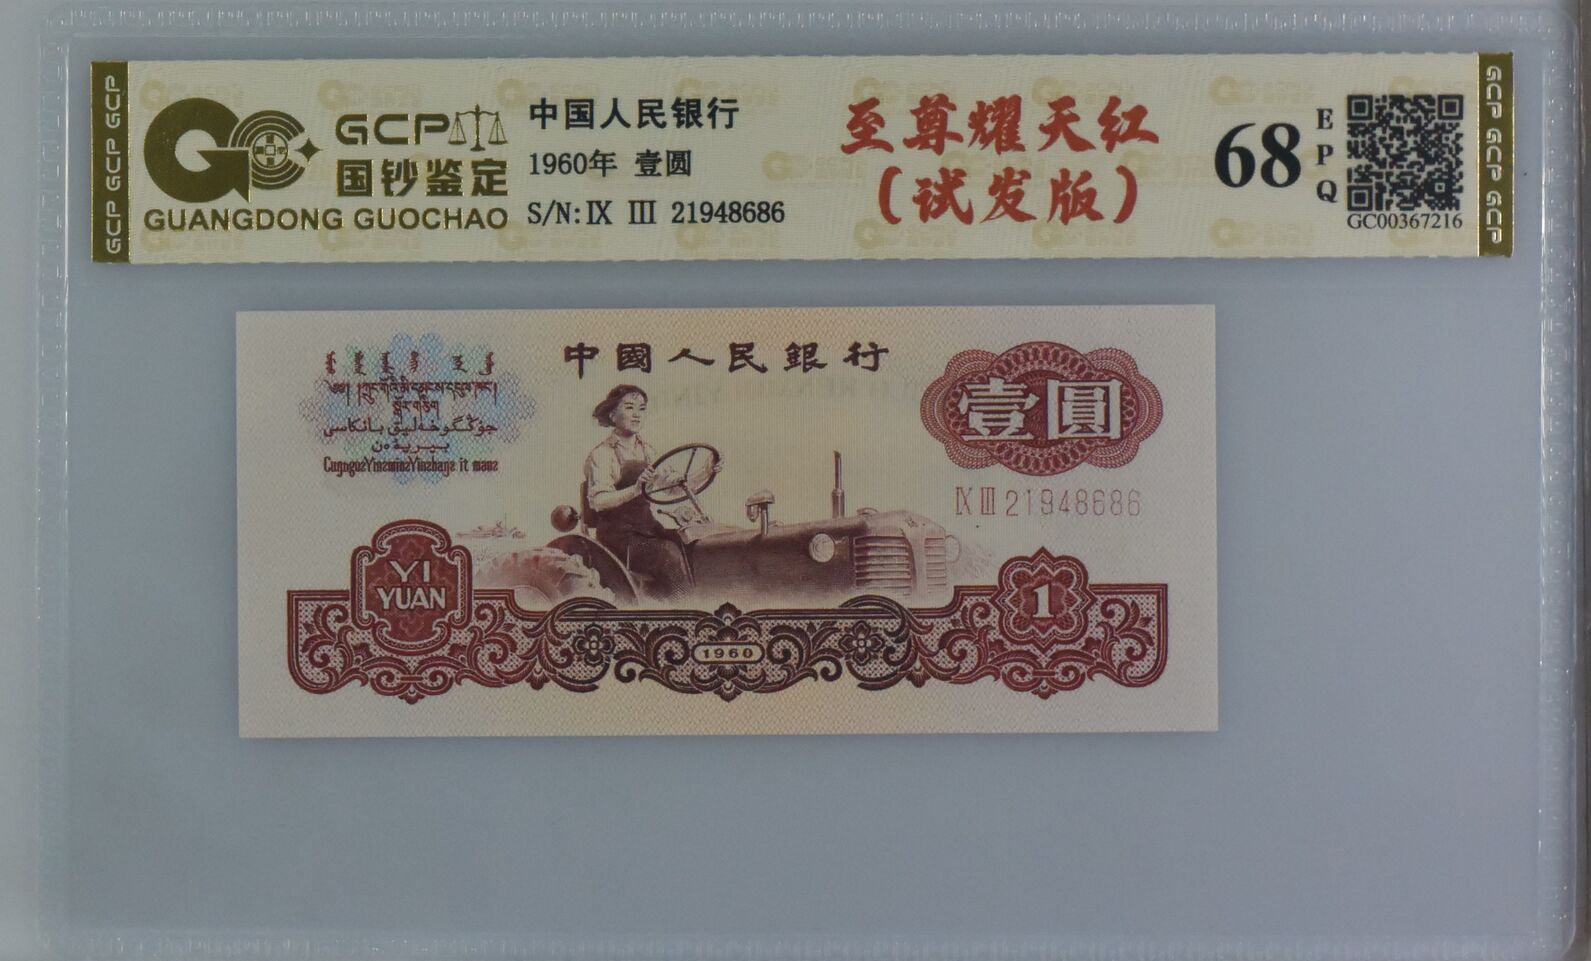 GCP GCP GCP
GCP
国钞鉴定
GUANGDONG GUOCHAO
中国人民银行
1960年 壹圆
S/N:Ⅸ Ⅲ 21948686
至尊耀天红
(试发版)
68
EPQ
GC00367216
GCP GCP GCP
中國人民銀行
壹圓
Ⅸ Ⅲ 21948686
YI
YUAN
1960
1